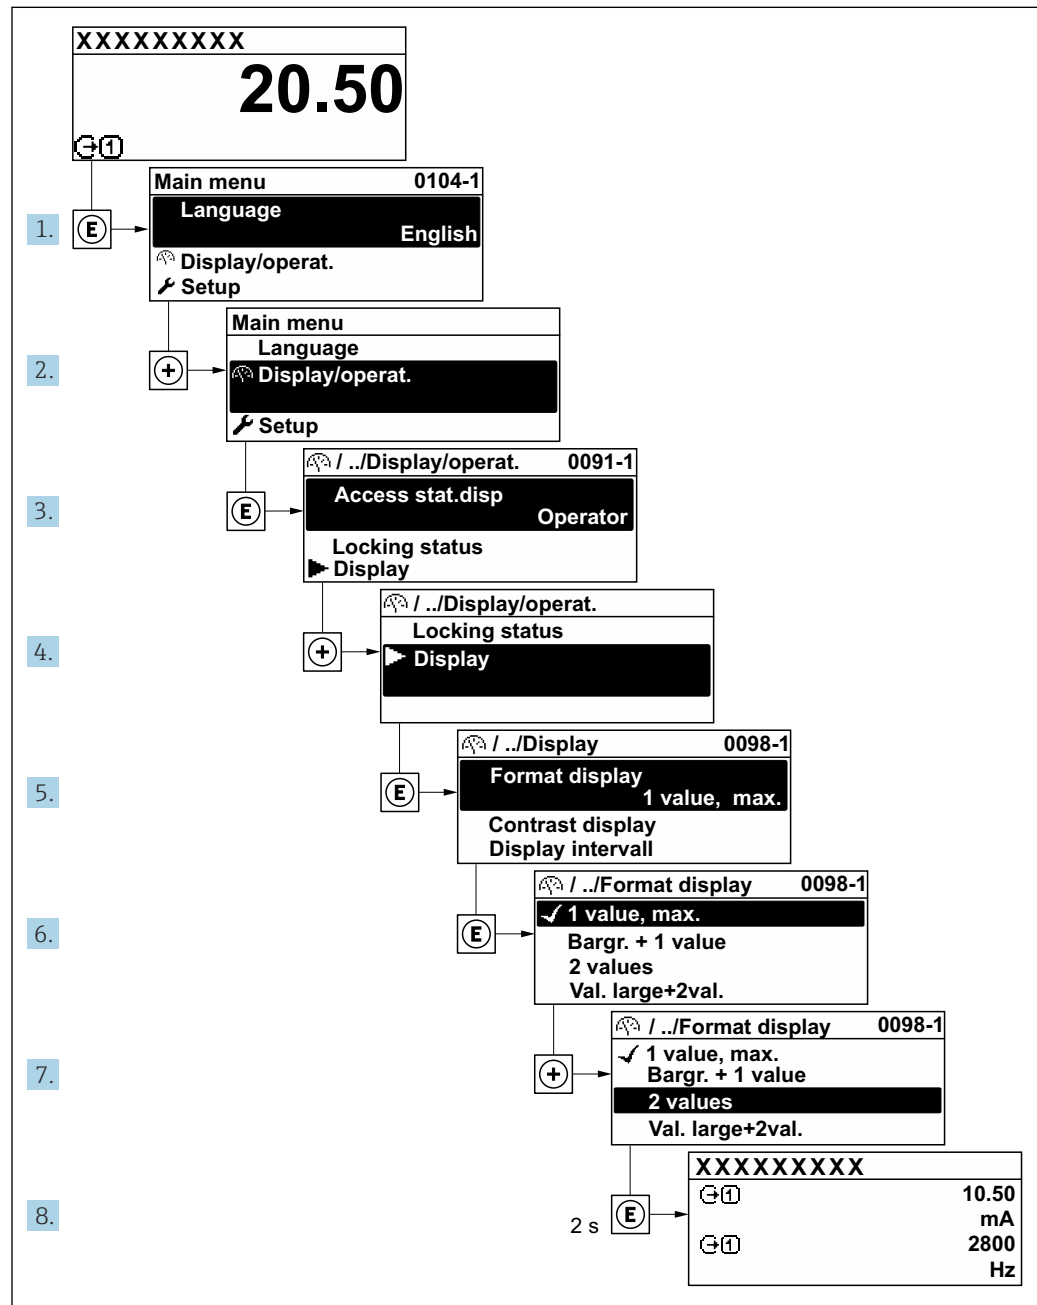 XXXXXXXXX
20.50
1
Main menu 0104-1
Language
English
1. E
Display/operat.
Setup
Main menu
Language
2. + Display/operat.
Setup
/ ../Display/operat. 0091-1
Access stat.disp
3. E Operator
Locking status
Display
/ ../Display/operat.
Locking status
4. + Display
/ ../Display 0098-1
Format display
5. E 1 value, max.
Contrast display
Display intervall
/ ../Format display 0098-1
1 value, max.
6. E Bargr. + 1 value
2 values
Val. large+2val.
/ ../Format display 0098-1
1 value, max.
7. + Bargr. + 1 value
2 values
Val. large+2val.
XXXXXXXXX
1 10.50
8. 2 s E mA
1 2800
Hz